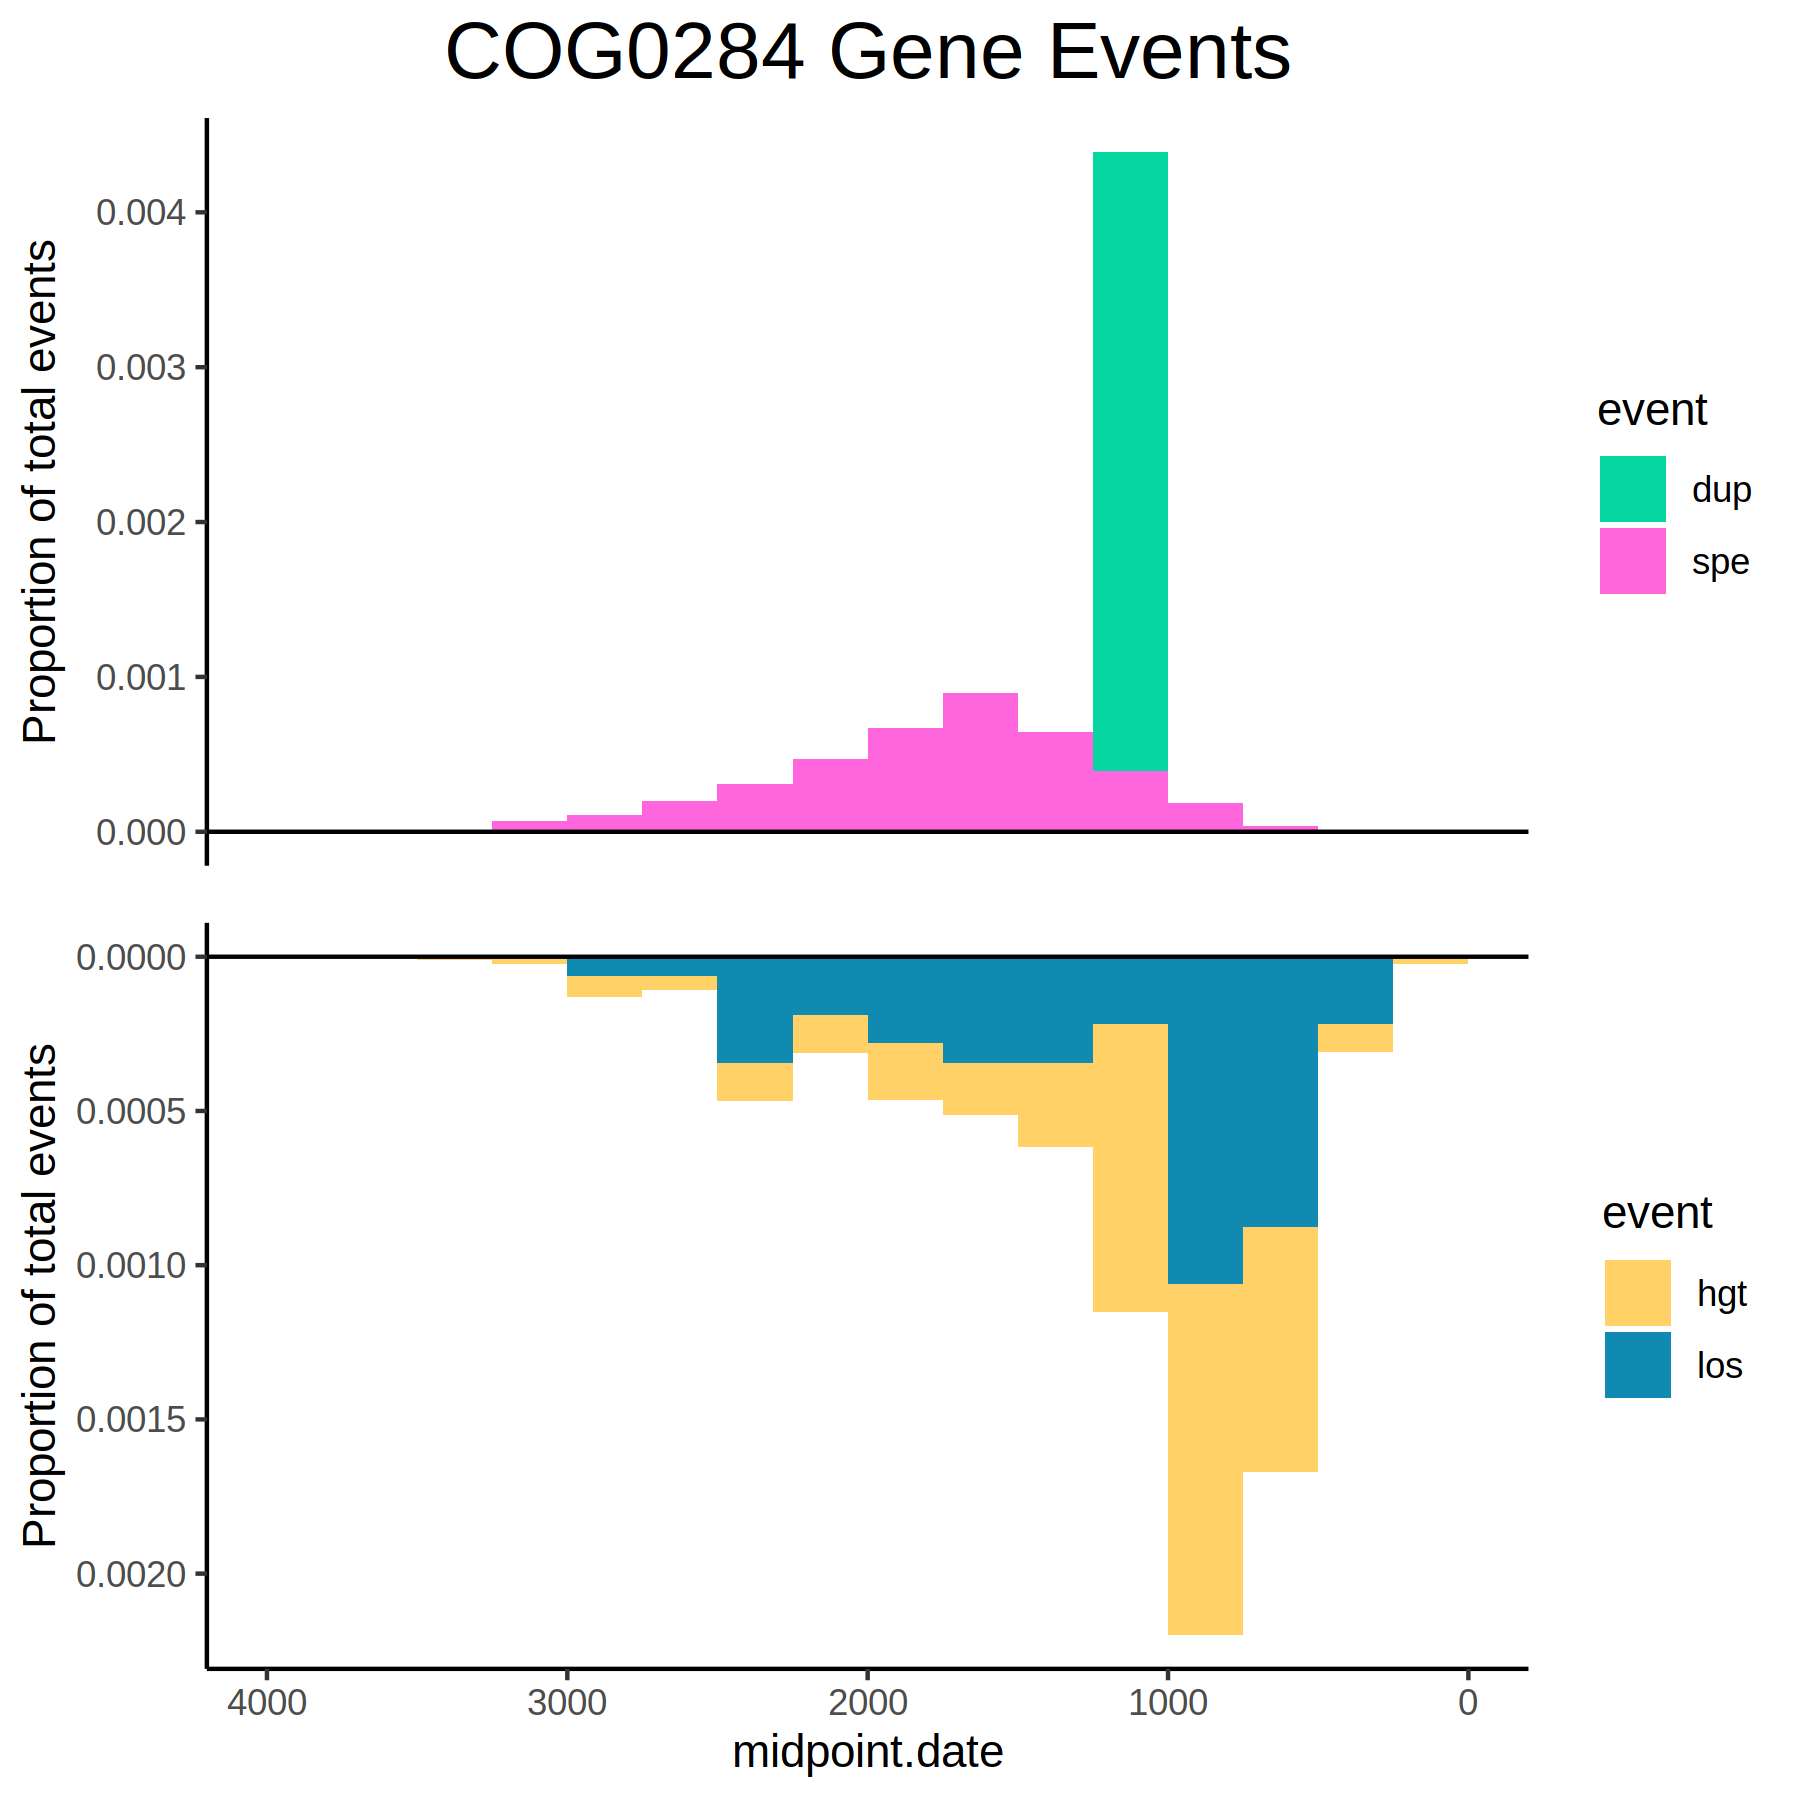 COG0284 Gene Events
Proportion of total events
0.004
0.003
0.002
0.001
0.000
event
dup
spe
Proportion of total events
0.0000
0.0005
0.0010
0.0015
0.0020
event
hgt
los
4000 3000 2000 1000 0
midpoint.date